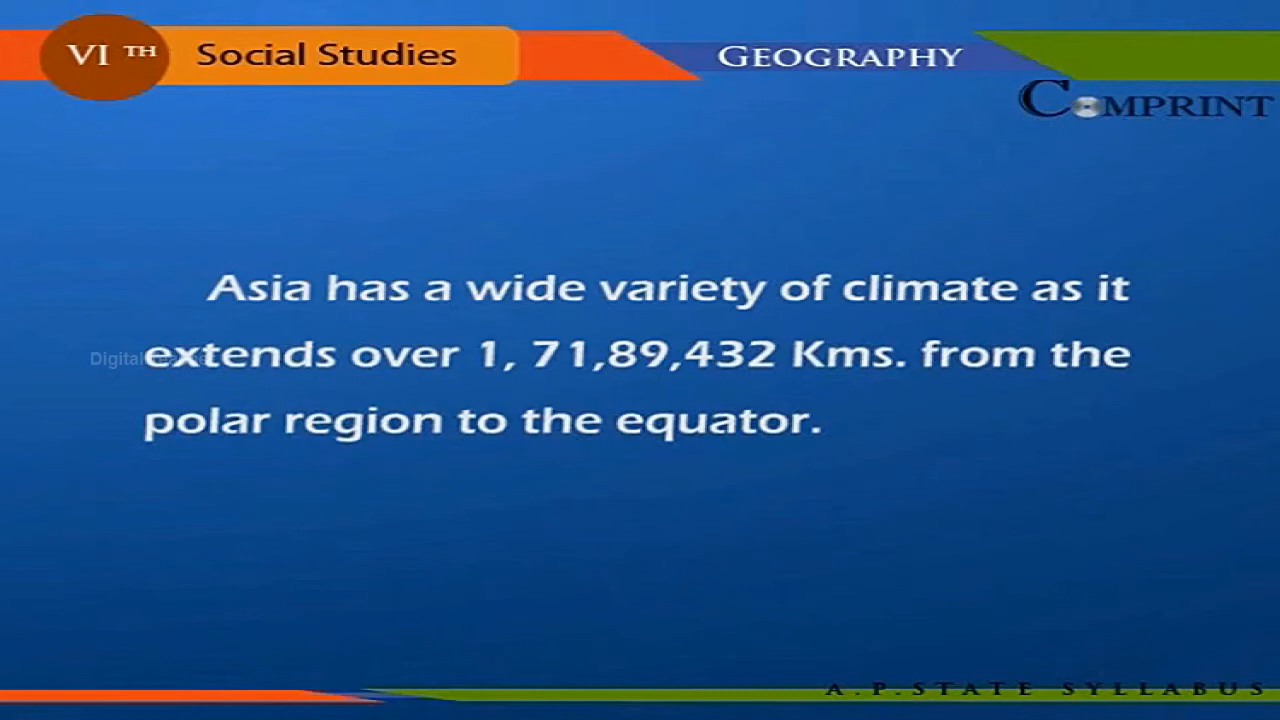 VI TH Social Studies
GEOGRAPHY
COMPRINT
Asia has a wide variety of climate as it
extends over 1, 71,89,432 Kms. from the
polar region to the equator.
Digital
A.P.STATE SYLLABUS